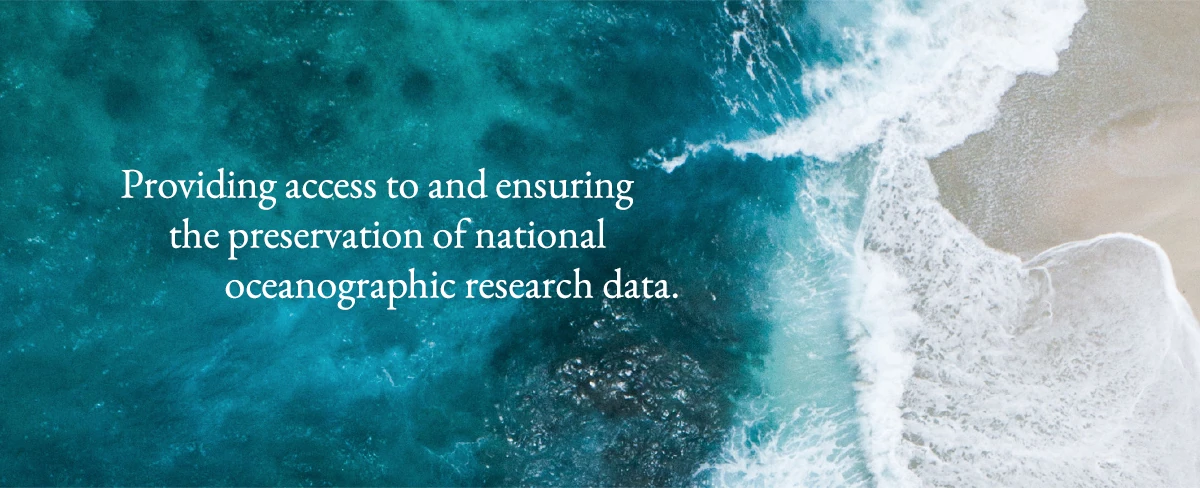 Providing access to and ensuring
the preservation of national
oceanographic research data.